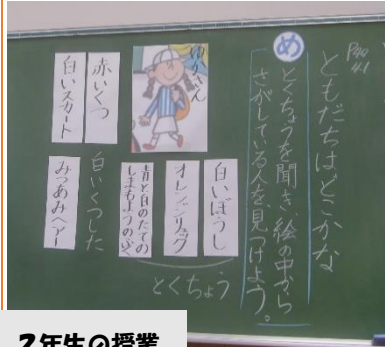 P40
41
ともだちはどこかな
め
とくちょうを聞き、絵の中から
さがしている人を、見つけよう。
ゆみさん
白いぼうし
オレンジリュック
青と白のたての
しまもようのふく
とくちょう
赤いくつ
白いスカート
白いくつした
みつあみヘアー
2年生の授業